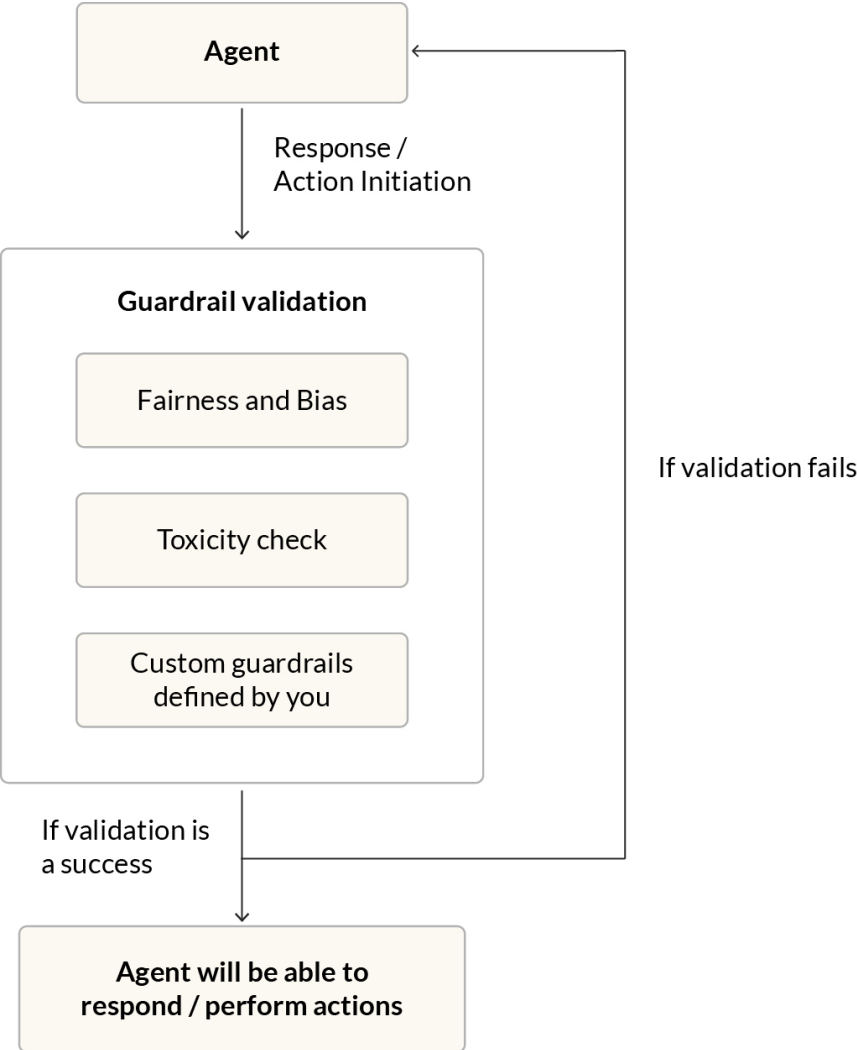 Agent
Response /
Action Initiation
Guardrail validation
Fairness and Bias
Toxicity check
If validation fails
Custom guardrails
defined by you
If validation is
a success
Agent will be able to
respond / perform actions